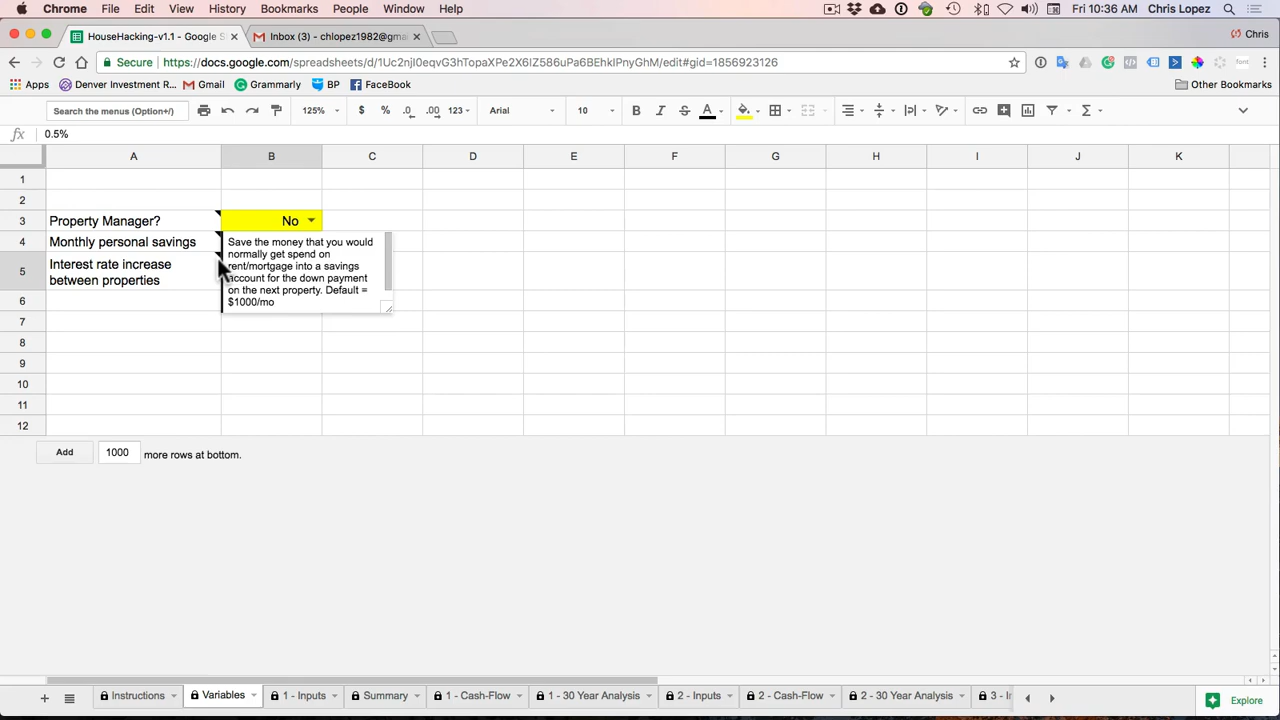 Chrome File Edit View History Bookmarks People Window Help Fri 10:36 AM Chris Lopez
HouseHacking-v1.1 - Google S Inbox (3) - chlopez1982@gmai Chris
Secure https://docs.google.com/spreadsheets/d/1Uc2njI0eqvG3hTopaXPe2X6IZ586uPa6BEhkIPnyGhM/edit#gid=1856923126
Apps Denver Investment R... Gmail Grammarly BP FaceBook Other Bookmarks
Search the menus (Option+/) 125% $ % .0 .00 123 Arial 10 B I A
fx 0.5%
A B C D E F G H I J K
1
2
3 Property Manager? No
4 Monthly personal savings
5 Interest rate increase
between properties
Save the money that you would
normally get spend on
rent/mortgage into a savings
account for the down payment
on the next property. Default =
$1000/mo
6
7
8
9
10
11
12
Add 1000 more rows at bottom.
Instructions Variables 1 - Inputs Summary 1 - Cash-Flow 1 - 30 Year Analysis 2 - Inputs 2 - Cash-Flow 2 - 30 Year Analysis 3 - In Explore